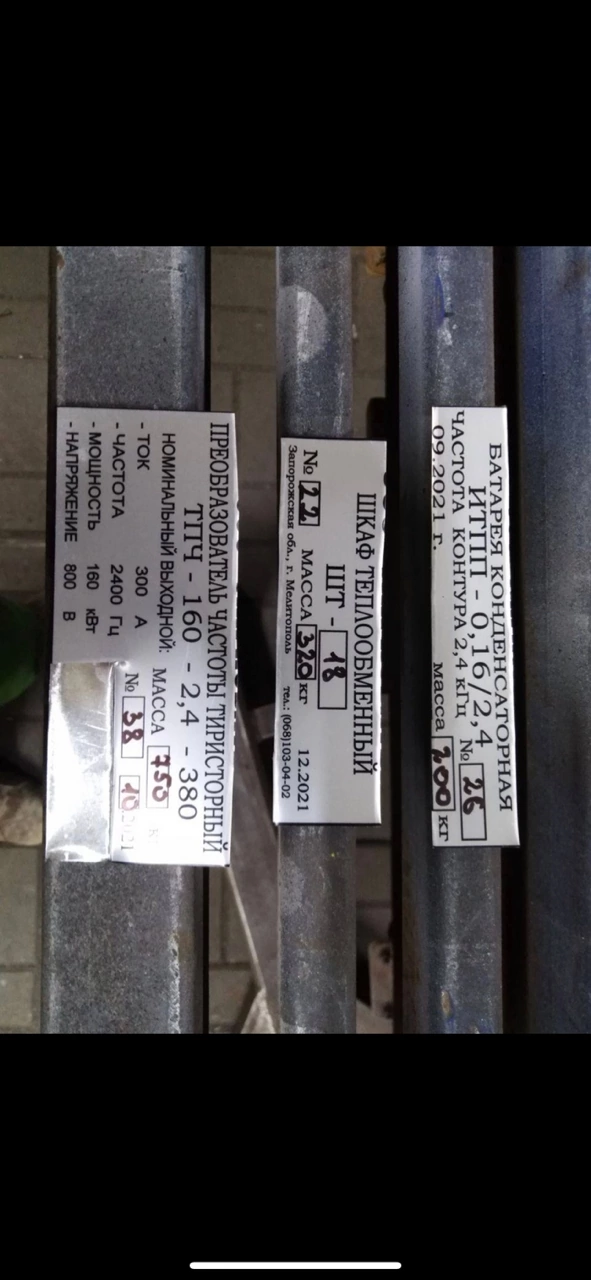 БАТАРЕЯ КОНДЕНСАТОРНАЯ
ИТПП - 0,16/2,4 № 26
ЧАСТОТА КОНТУРА 2,4 кГц
09.2021 г. масса 200 кг
ШКАФ ТЕПЛООБМЕННЫЙ
ШТ - 18
№ 22 МАССА 320 кг 12.2021
Запорожская обл., г. Мелитополь тел.: (068)103-04-02
ПРЕОБРАЗОВАТЕЛЬ ЧАСТОТЫ ТИРИСТОРНЫЙ
ТПЧ - 160 - 2,4 - 380
НОМИНАЛЬНЫЙ ВЫХОДНОЙ: МАССА 750 кг
- ТОК 300 А
- ЧАСТОТА 2400 Гц № 38 10.2021
- МОЩНОСТЬ 160 кВт
- НАПРЯЖЕНИЕ 800 В